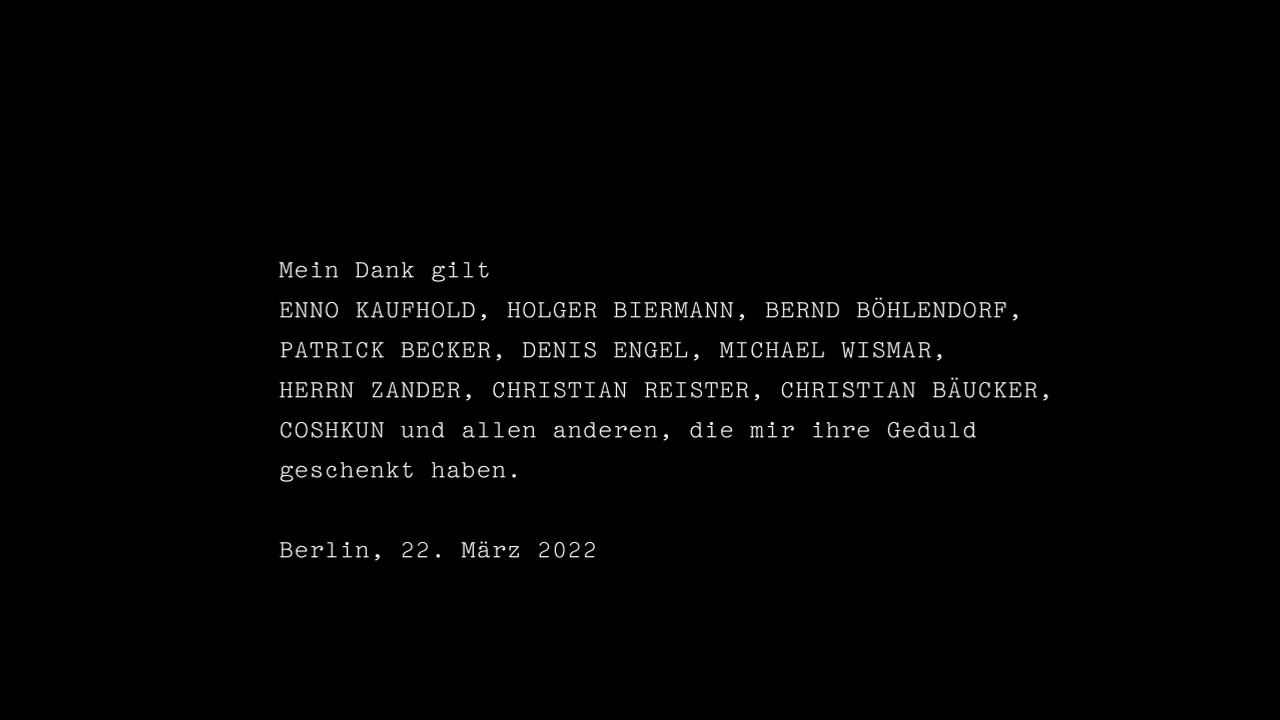 Mein Dank gilt
ENNO KAUFHOLD, HOLGER BIERMANN, BERND BÖHLENDORF,
PATRICK BECKER, DENIS ENGEL, MICHAEL WISMAR,
HERRN ZANDER, CHRISTIAN REISTER, CHRISTIAN BÄUCKER,
COSHKUN und allen anderen, die mir ihre Geduld
geschenkt haben.
Berlin, 22. März 2022